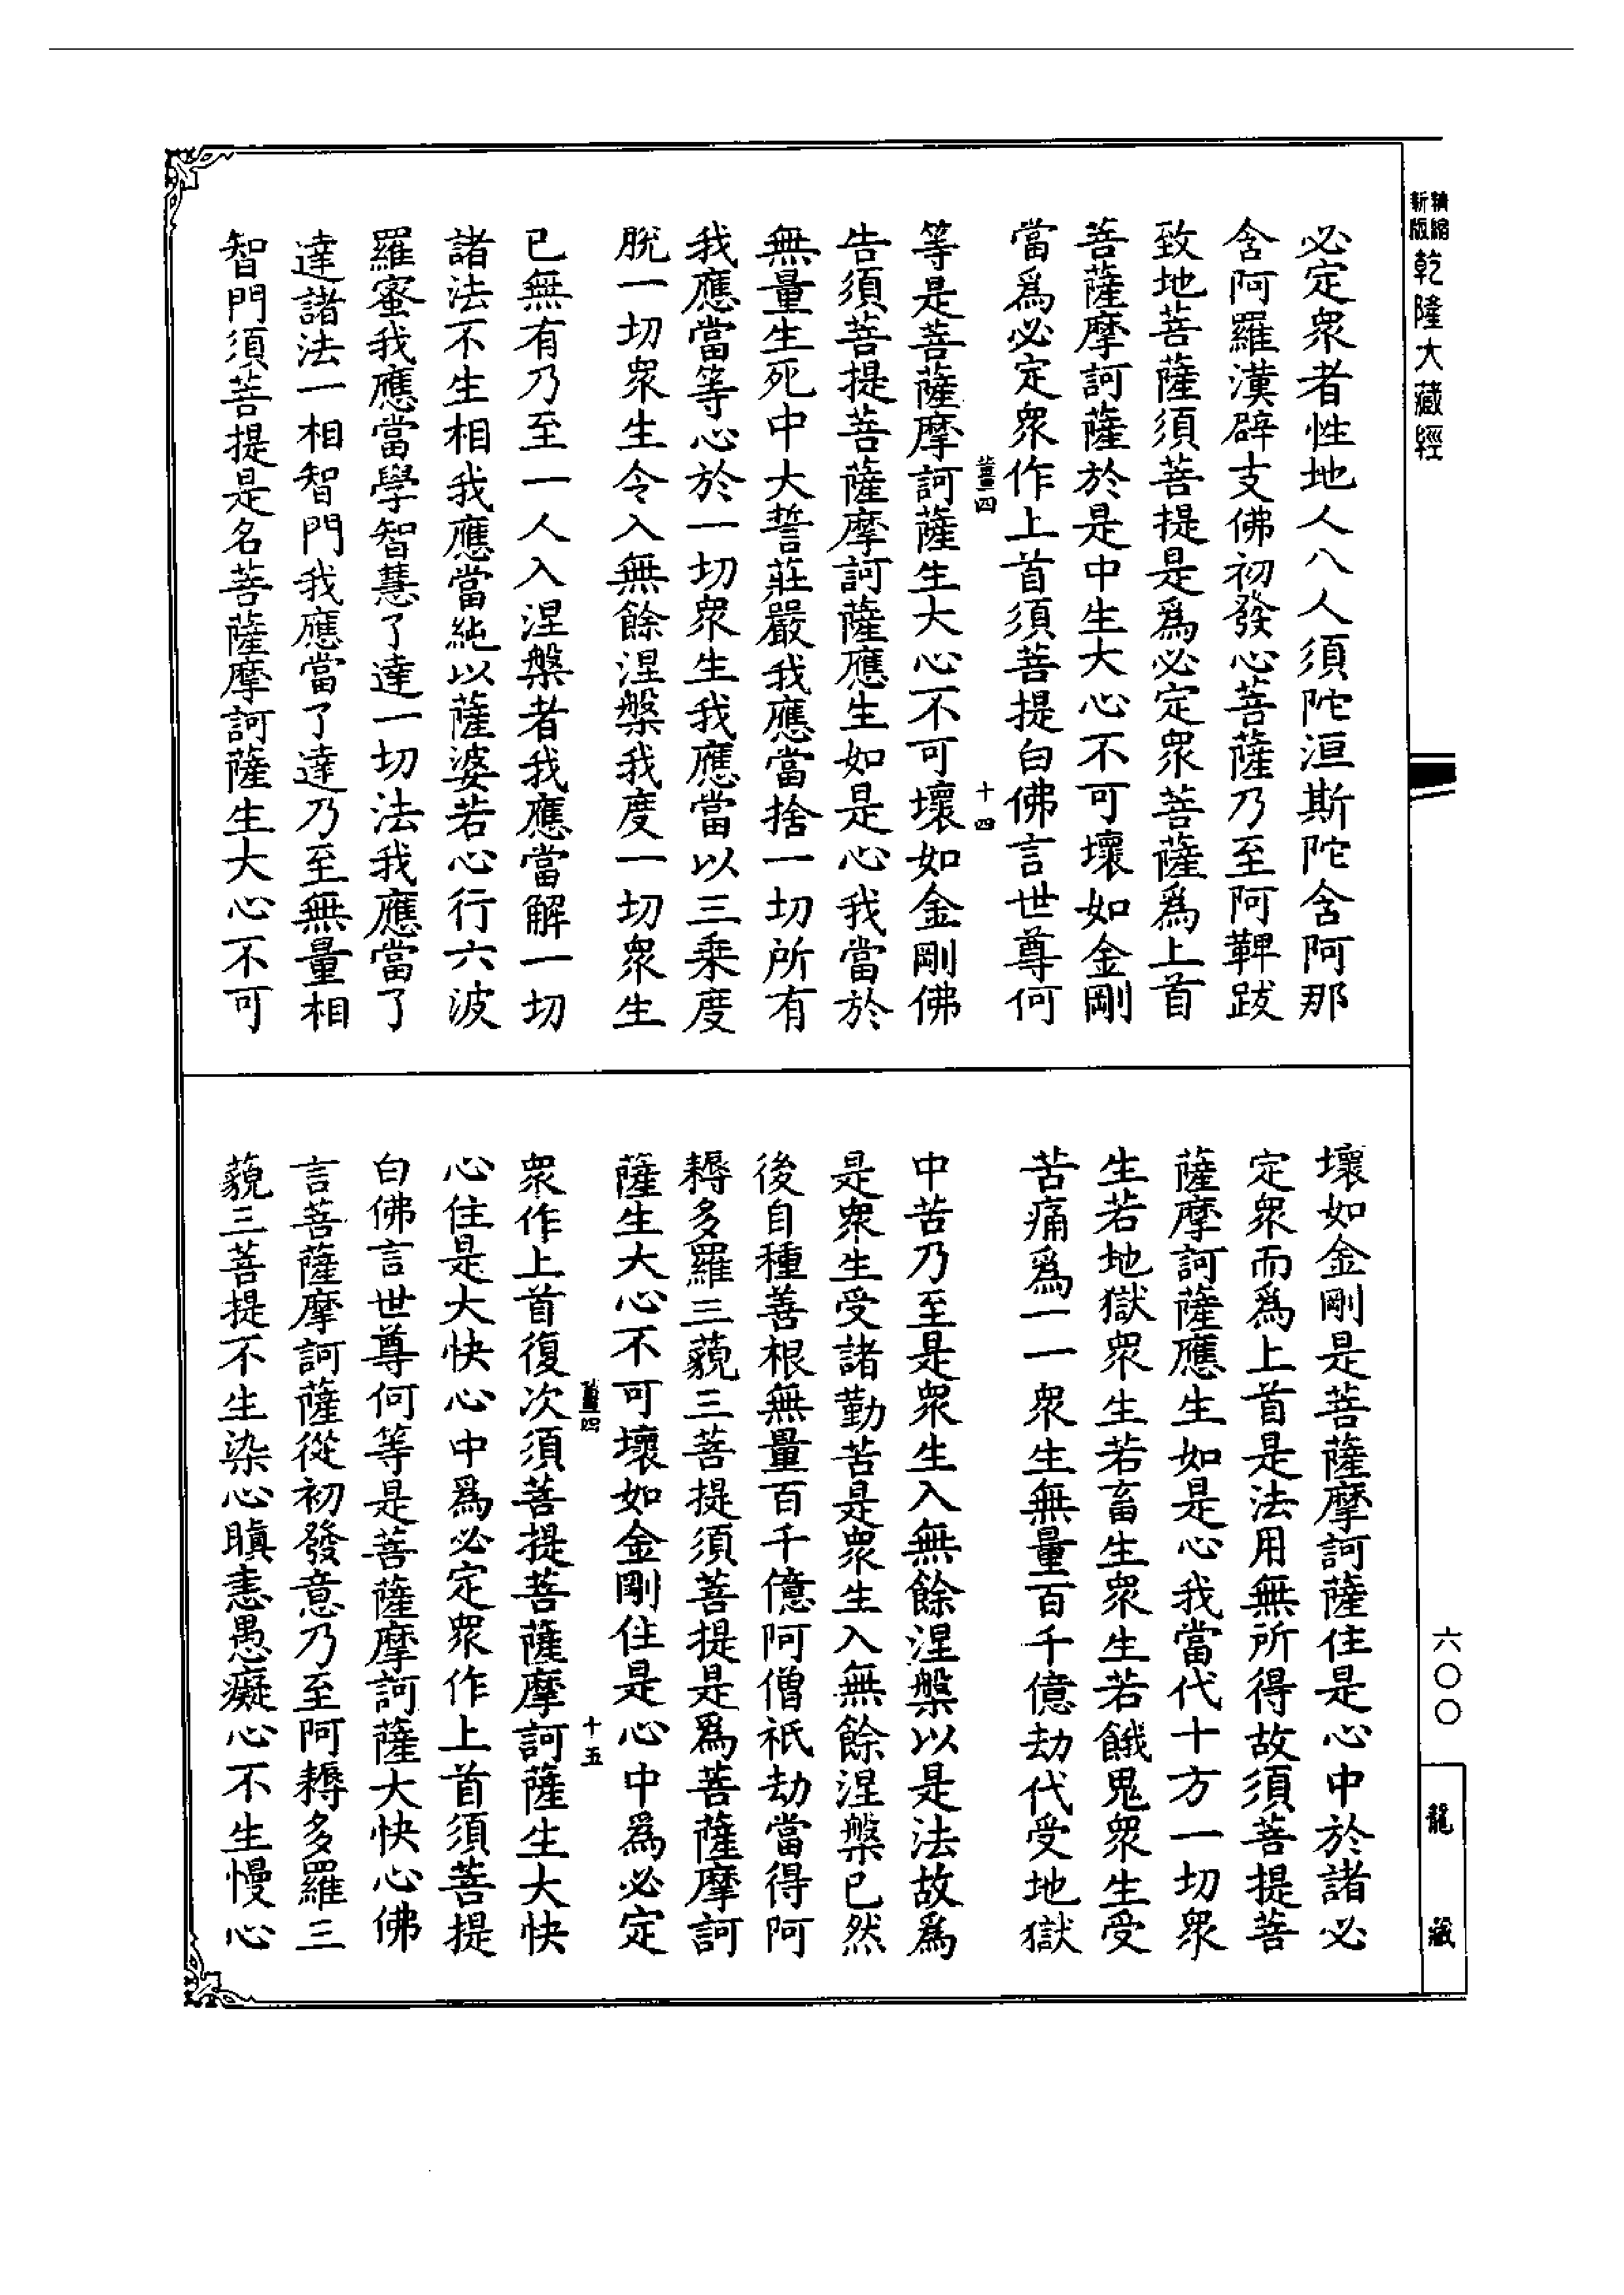 精縮
新版
乾隆大藏經
必定衆者性地人八人須陀洹斯陀含阿那
含阿羅漢辟支佛初發心菩薩乃至阿鞞跋
致地菩薩須菩提是爲必定衆菩薩爲上首
菩薩摩訶薩於是中生大心不可壞如金剛
當爲必定衆作上首須菩提白佛言世尊何
薑四
十四
等是菩薩摩訶薩生大心不可壞如金剛佛
告須菩提菩薩摩訶薩應生如是心我當於
無量生死中大誓莊嚴我應當捨一切所有
我應當等心於一切衆生我應當以三乗度
脫一切衆生令入無餘涅槃我度一切衆生
已無有乃至一人入涅槃者我應當解一切
諸法不生相我應當純以薩婆若心行六波
羅蜜我應當學智慧了達一切法我應當了
達諸法一相智門我應當了達乃至無量相
智門須菩提是名菩薩摩訶薩生大心不可
壞如金剛是菩薩摩訶薩住是心中於諸必
定衆而爲上首是法用無所得故須菩提菩
薩摩訶薩應生如是心我當代十方一切衆
生若地獄衆生若畜生衆生若餓鬼衆生受
苦痛爲一一衆生無量百千億劫代受地獄
中苦乃至是衆生入無餘涅槃以是法故爲
是衆生受諸勤苦是衆生入無餘涅槃已然
後自種善根無量百千億阿僧祇劫當得阿
耨多羅三藐三菩提須菩提是爲菩薩摩訶
薩生大心不可壞如金剛住是心中爲必定
薑四
十五
衆作上首復次須菩提菩薩摩訶薩生大快
心住是大快心中爲必定衆作上首須菩提
白佛言世尊何等是菩薩摩訶薩大快心佛
言菩薩摩訶薩從初發意乃至阿耨多羅三
藐三菩提不生染心瞋恚愚癡心不生慢心
六〇〇
龍藏